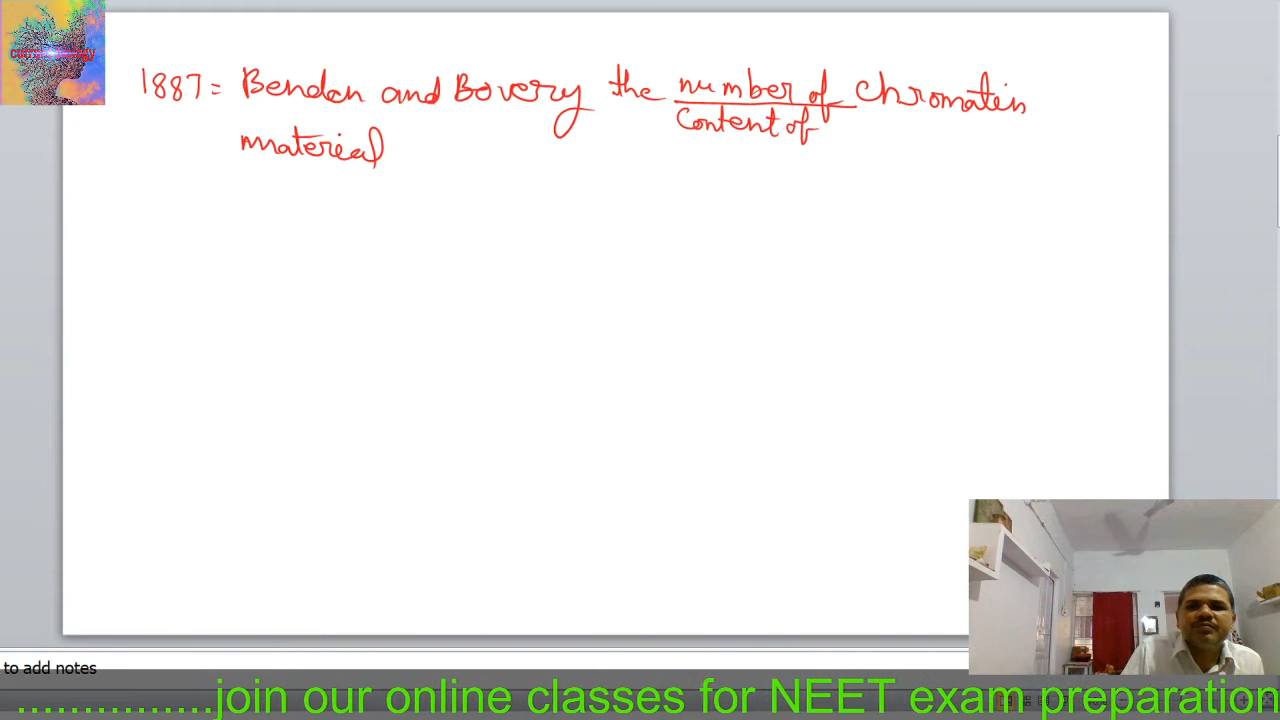 1887= Benden and Bovery the number of chromatin
content of
material
to add notes
...............join our online classes for NEET exam preparation